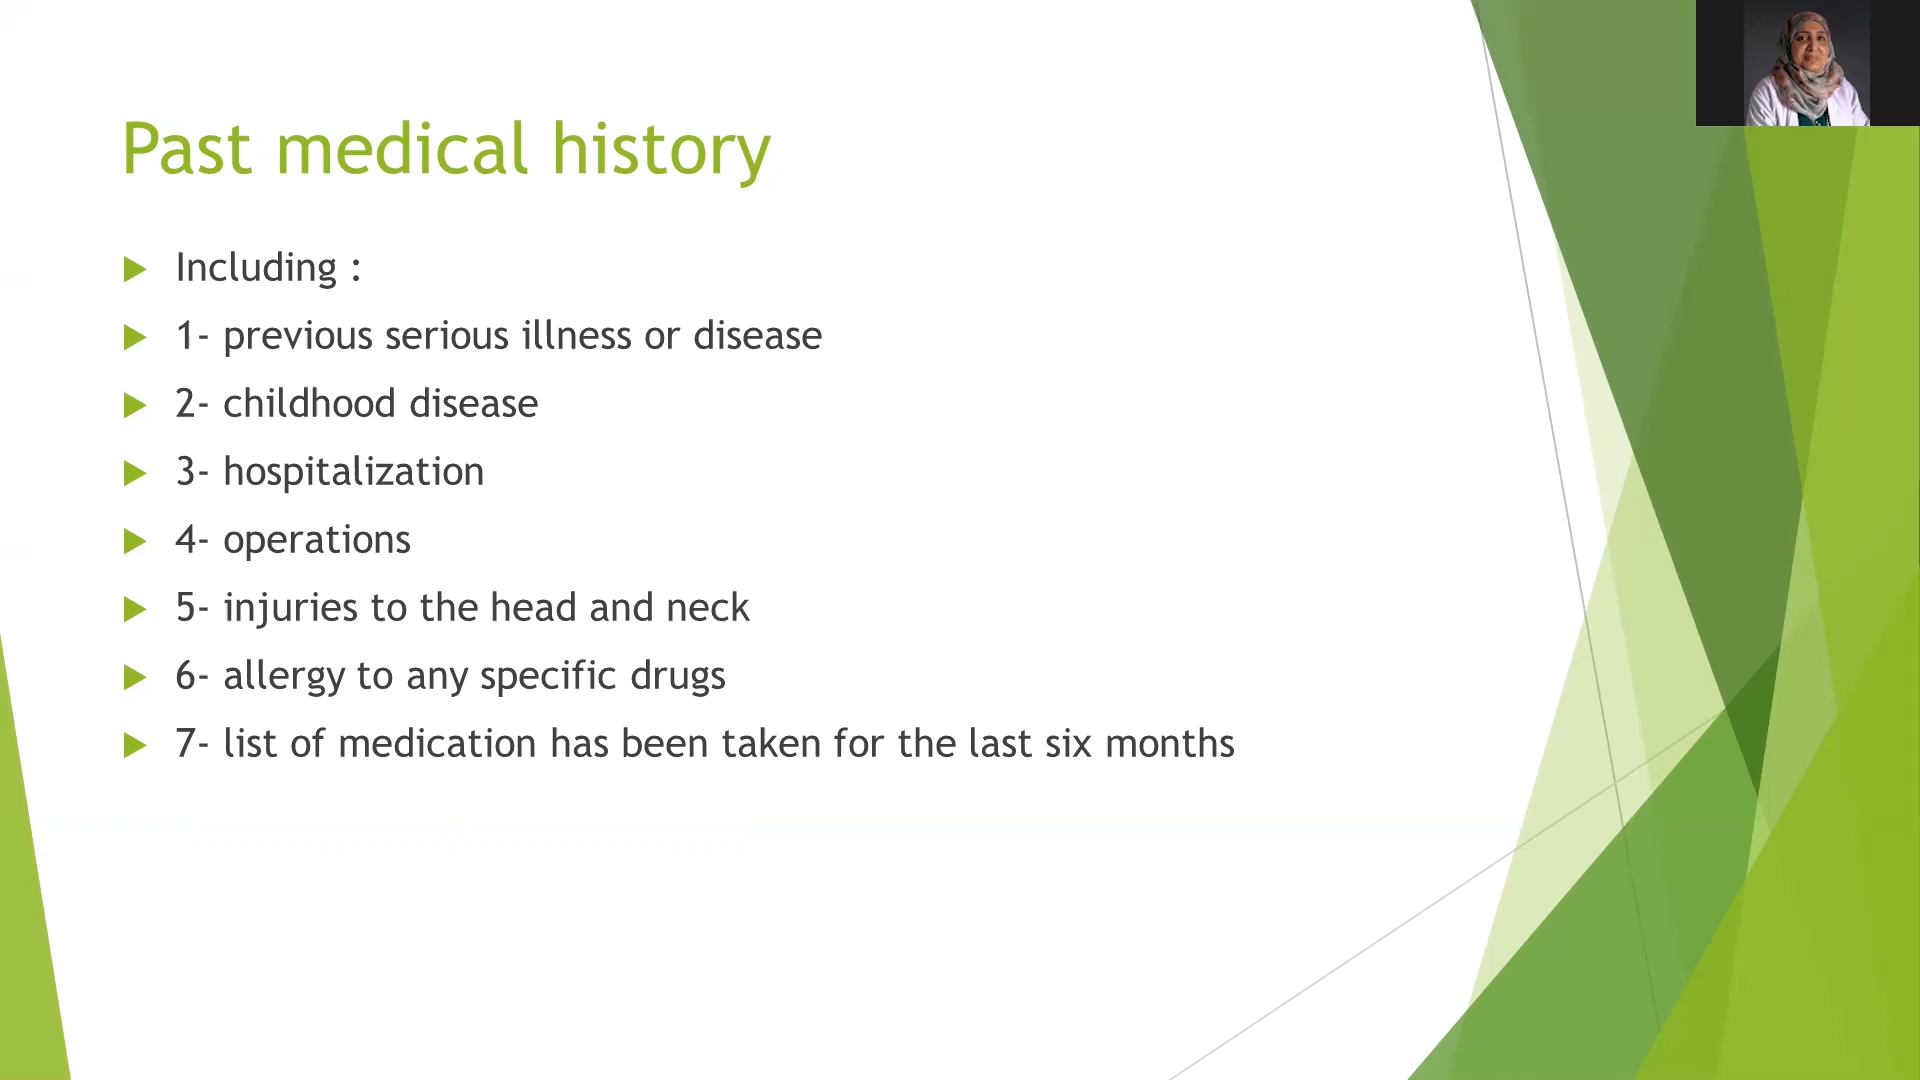 Past medical history
Including :
1- previous serious illness or disease
2- childhood disease
3- hospitalization
4- operations
5- injuries to the head and neck
6- allergy to any specific drugs
7- list of medication has been taken for the last six months